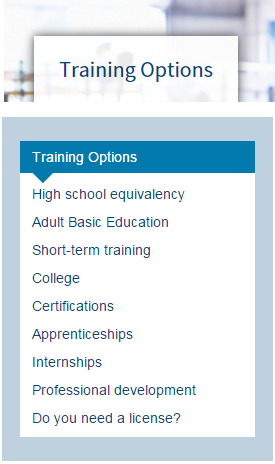 Training Options
Training Options
High school equivalency
Adult Basic Education
Short-term training
College
Certifications
Apprenticeships
Internships
Professional development
Do you need a license?